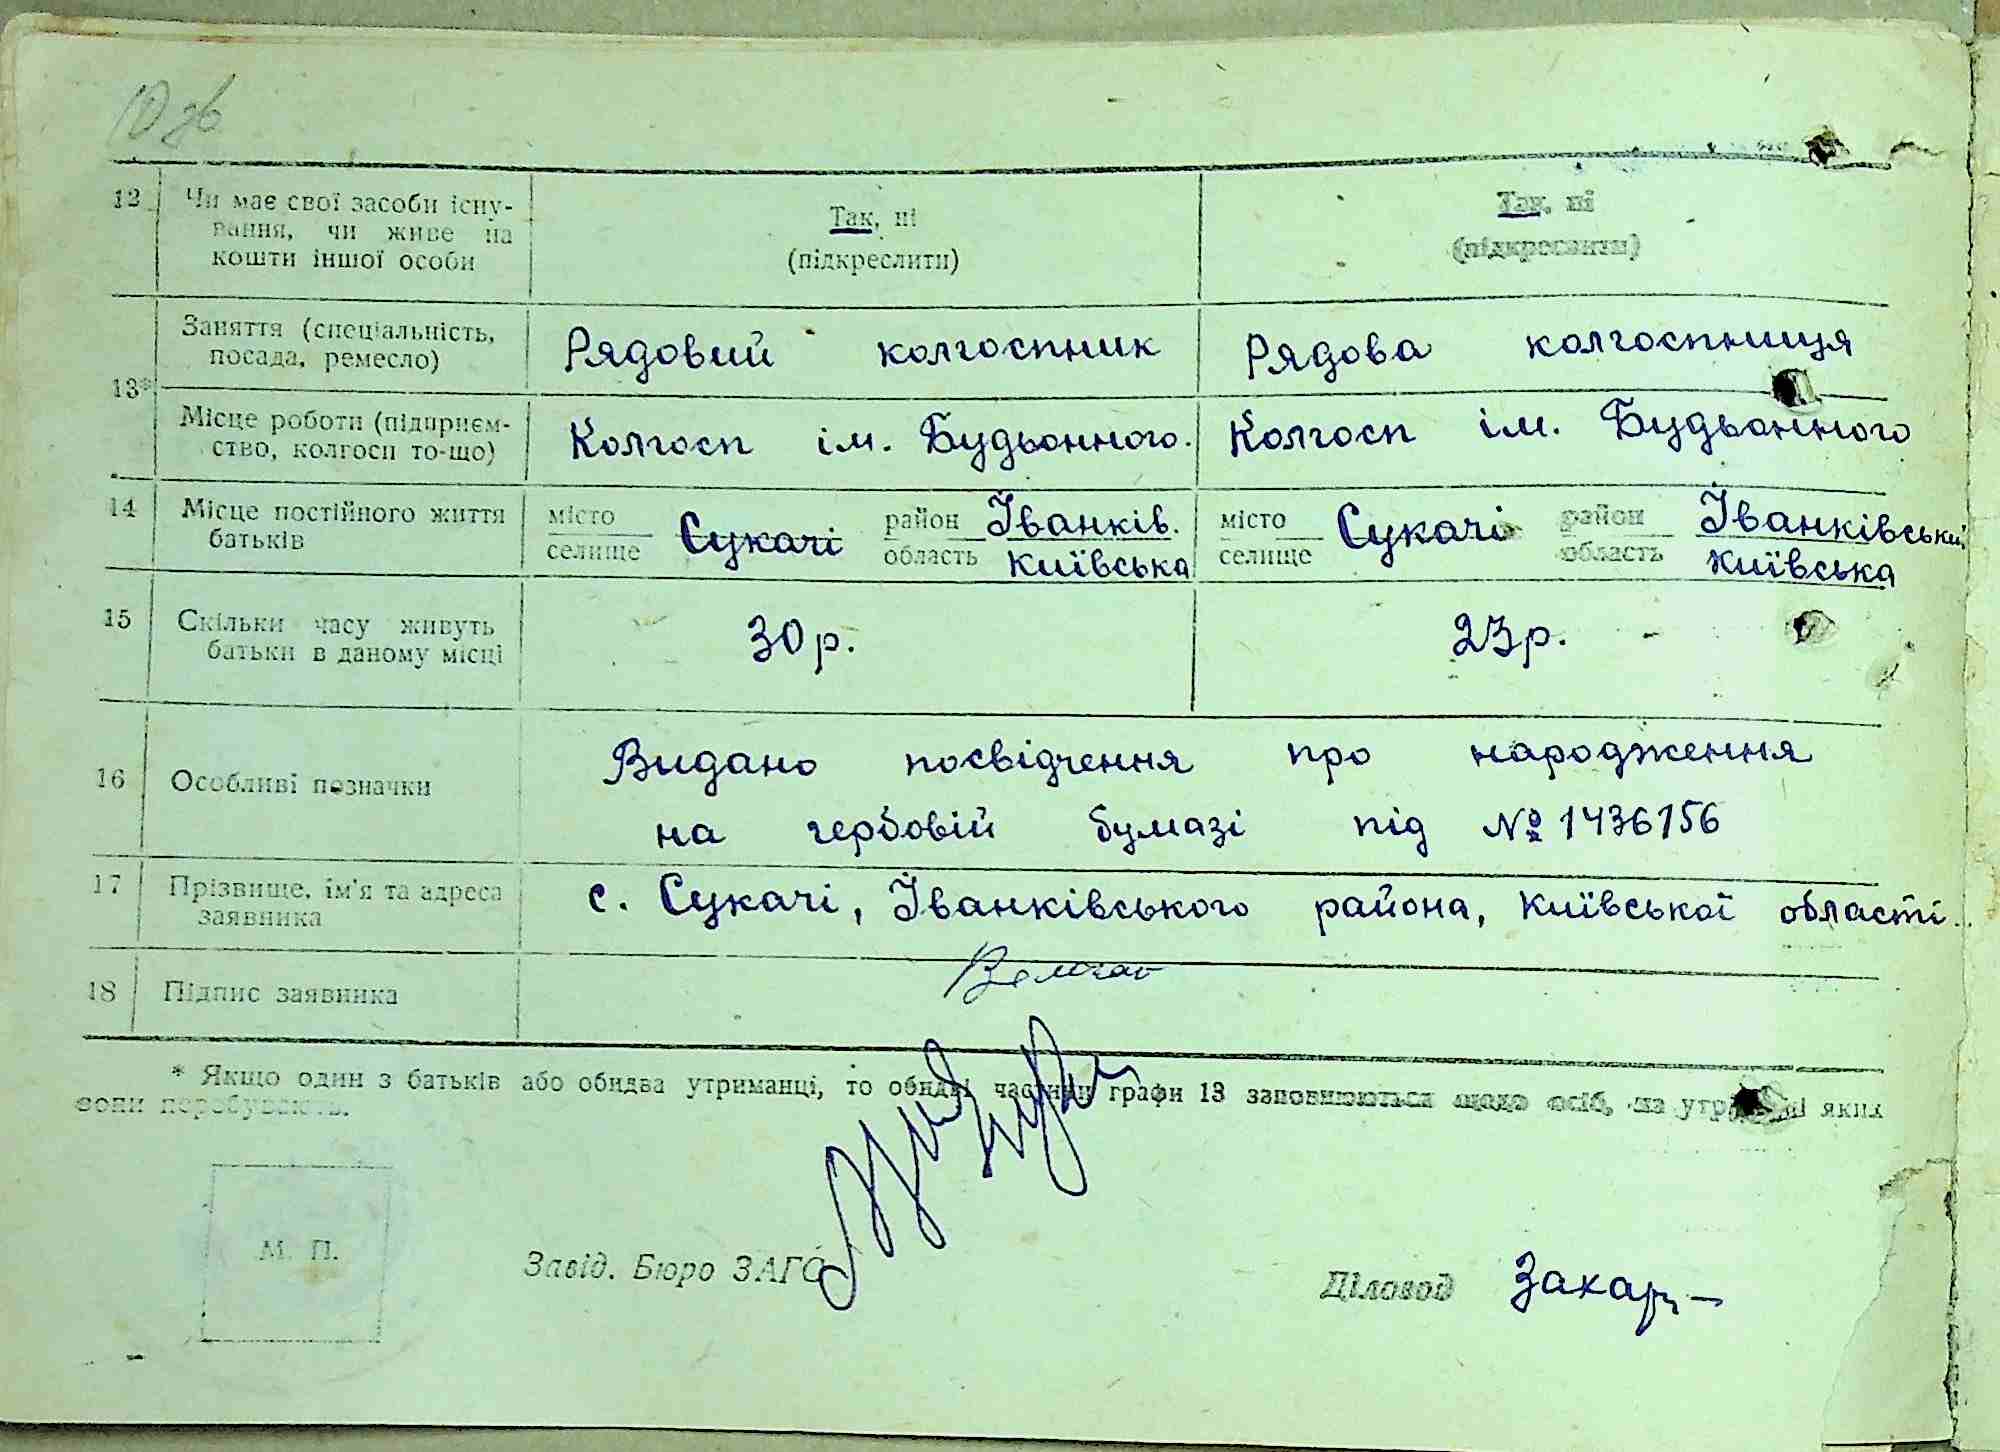 12 Чи має свої засоби існу-
вання, чи живе на
кошти іншої особи
Так, ні
(підкреслити)
Так, ні
(підкреслити)
13*
Заняття (спеціальність,
посада, ремесло)
Рядовий колгоспник
Рядова колгоспниця
Місце роботи (підприєм-
ство, колгосп то-що)
Колгосп ім. Будьонного.
Колгосп ім. Будьонного
14 Місце постійного життя
батьків
місто
селище
Сукачі
район Іванків.
область Київська
місто
селище
Сукачі
район Іванківський
область Київська
15 Скільки часу живуть
батьки в даному місці
30 р.
23 р.
16 Особливі позначки
Видано посвідчення про народження
на гербовій бумазі під № 1436156
17 Прізвище, ім'я та адреса
заявника
с. Сукачі, Іванківського района, Київської області.
18 Підпис заявника
* Якщо один з батьків або обидва утриманці, то обидві частини графи 13 заповнюються щодо осіб, на утриманні яких
вони перебувають.
М. П.
Завід. Бюро ЗАГС
Діловод Захар